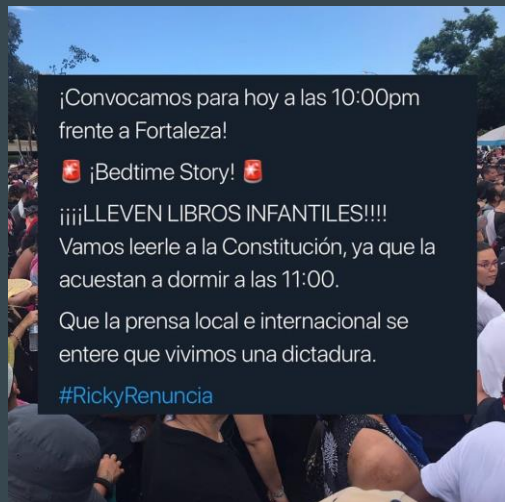 ¡Convocamos para hoy a las 10:00pm
frente a Fortaleza!
🚨 ¡Bedtime Story! 🚨
¡¡¡¡LLEVEN LIBROS INFANTILES!!!!
Vamos leerle a la Constitución, ya que la
acuestan a dormir a las 11:00.
Que la prensa local e internacional se
entere que vivimos una dictadura.
#RickyRenuncia